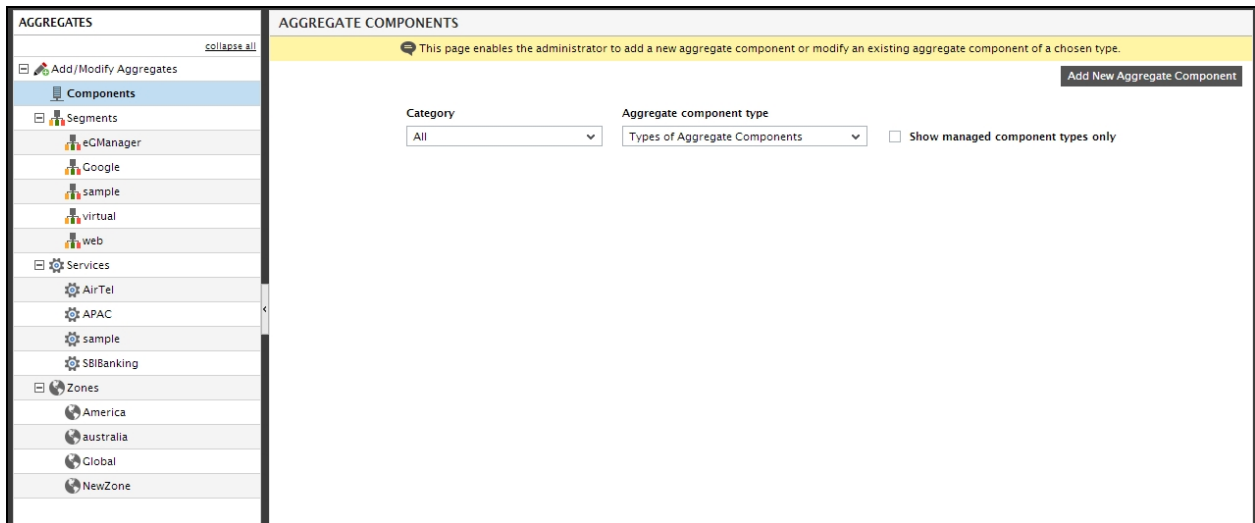 AGGREGATES
collapse all
Add/Modify Aggregates
Components
Segments
eGManager
Google
sample
virtual
web
Services
AirTel
APAC
sample
SBIBanking
Zones
America
australia
Global
NewZone
AGGREGATE COMPONENTS
This page enables the administrator to add a new aggregate component or modify an existing aggregate component of a chosen type.
Add New Aggregate Component
Category Aggregate component type
All Types of Aggregate Components Show managed component types only